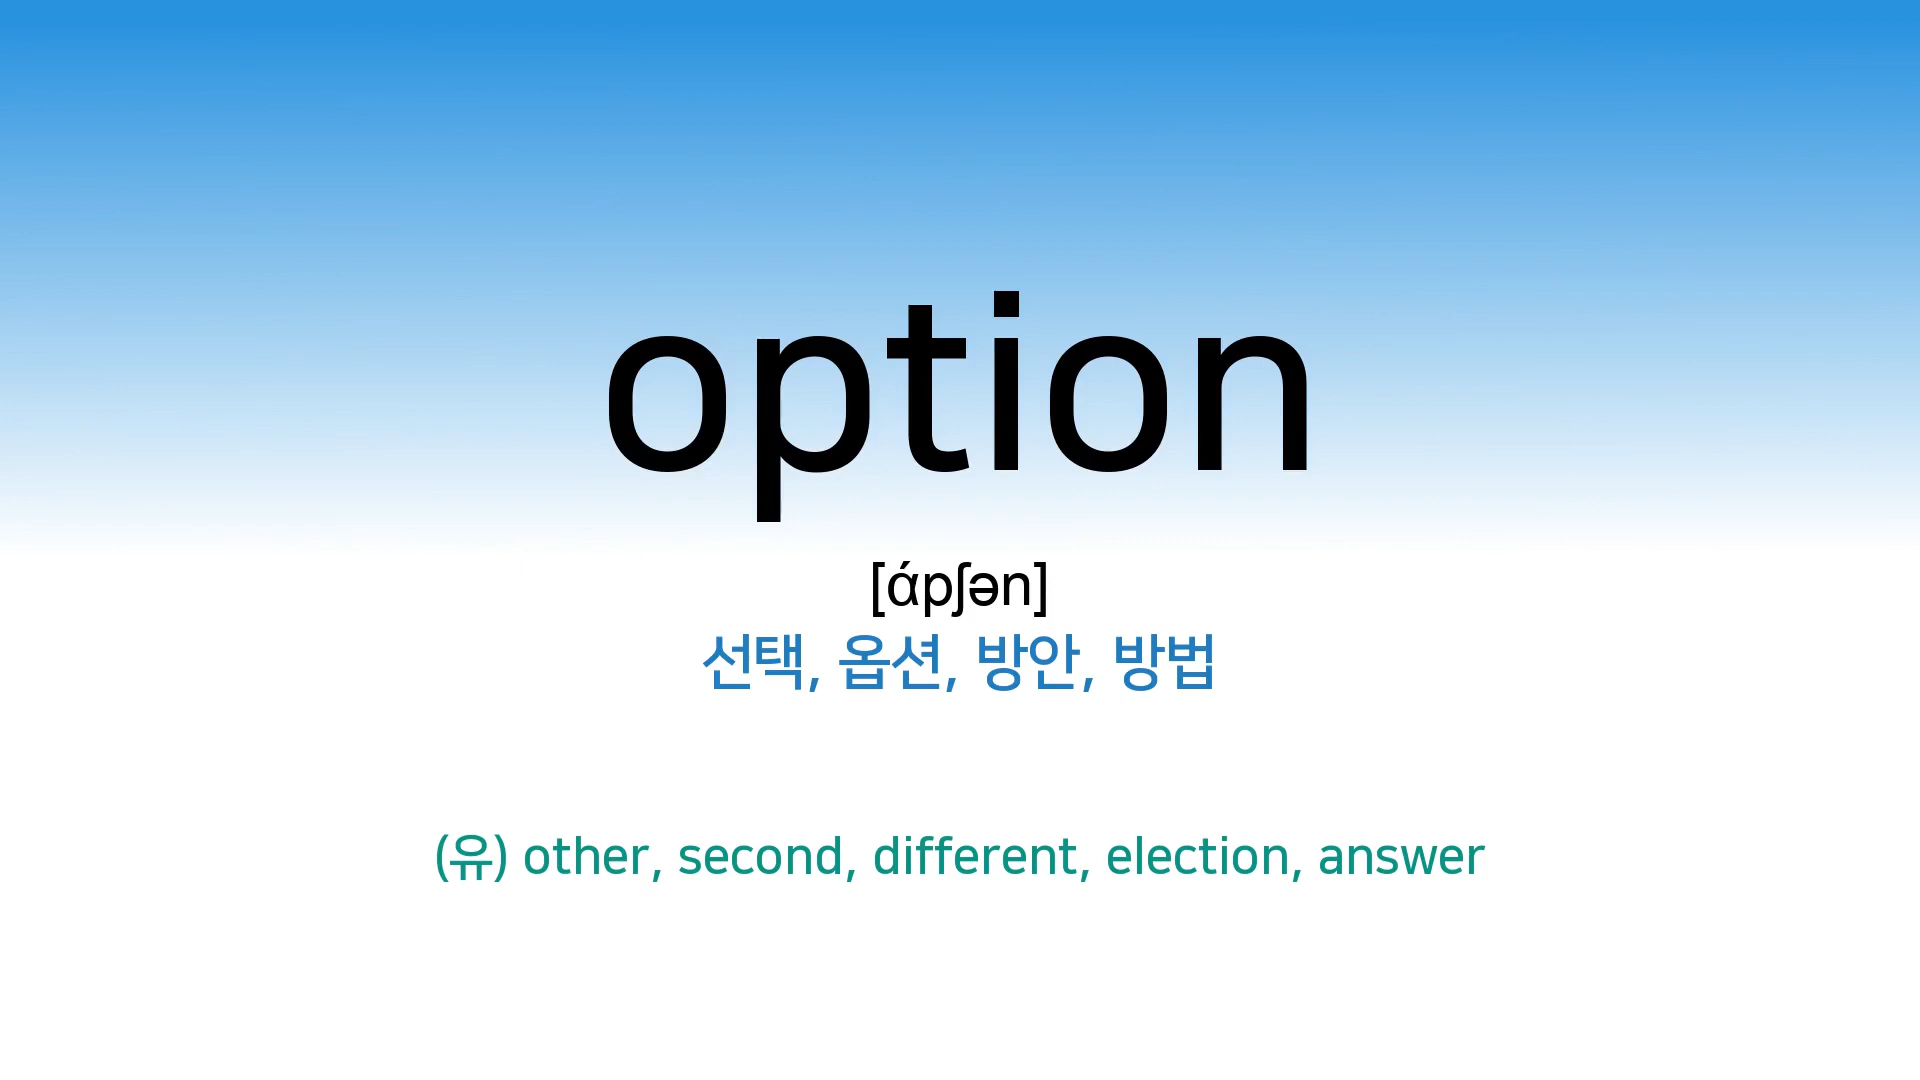 option
[ɑ́pʃən]
선택, 옵션, 방안, 방법
(유) other, second, different, election, answer